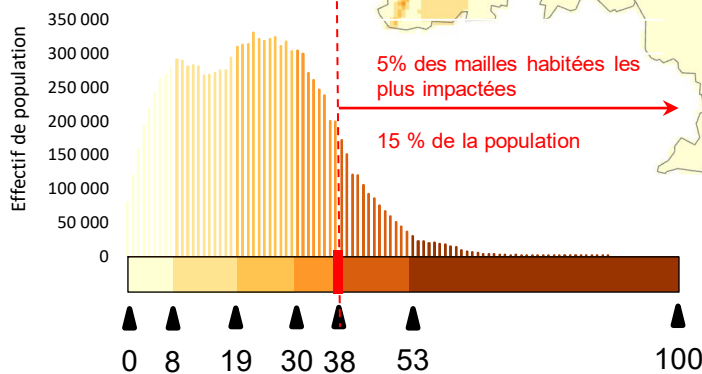 Effectif de population
350 000
300 000
250 000
200 000
150 000
100 000
50 000
0
5% des mailles habitées les
plus impactées
15 % de la population
0 8 19 30 38 53 100